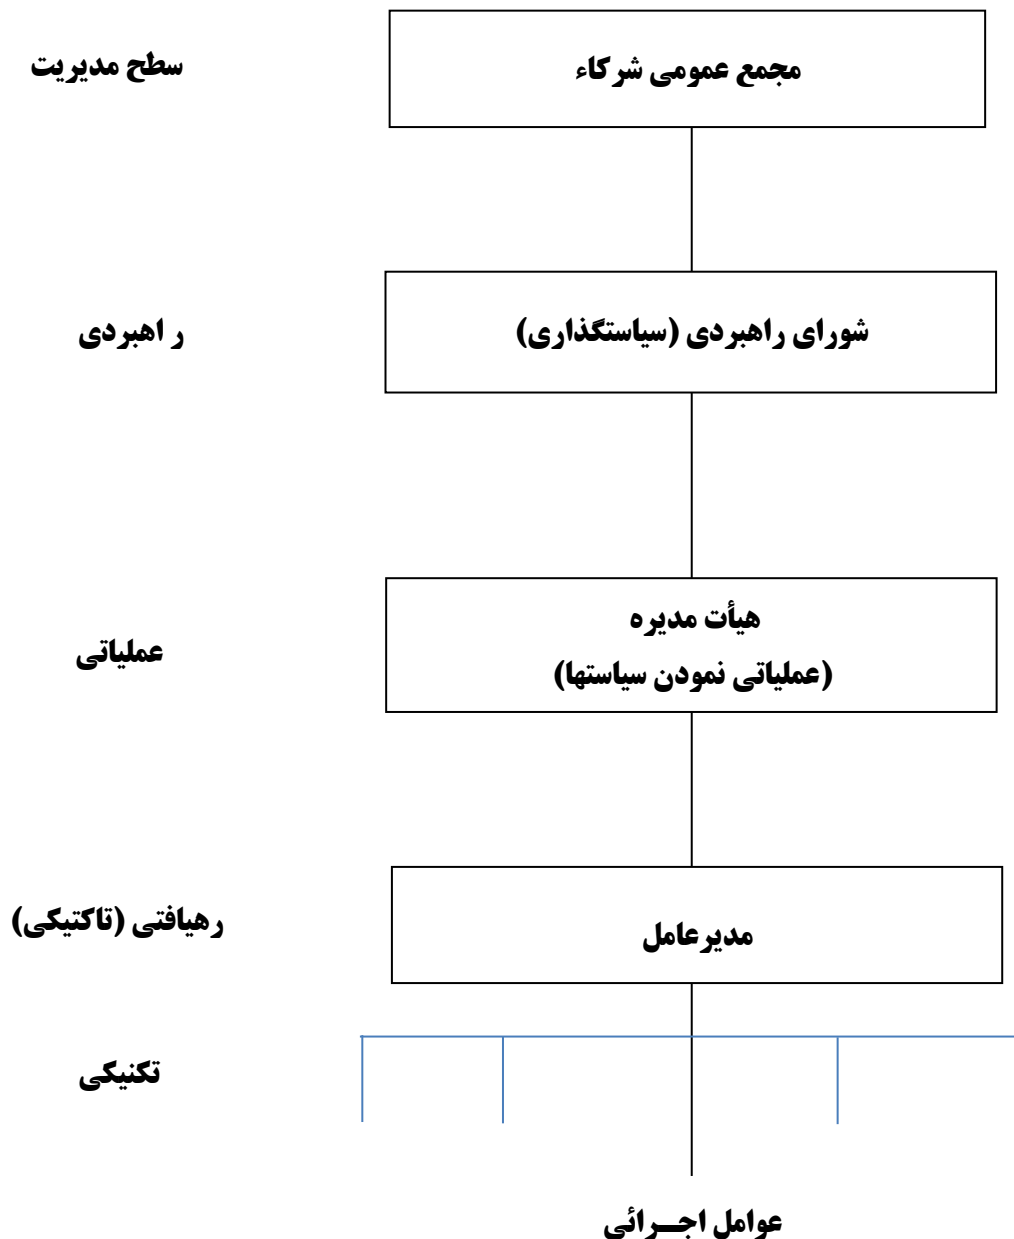 سطح مدیریت
مجمع عمومی شرکاء
ر اهبردی
شورای راهبردی (سیاستگذاری)
عملیاتی
هیأت مدیره
(عملیاتی نمودن سیاستها)
رهیافتی (تاکتیکی)
مدیرعامل
تکنیکی
عوامل اجــرائی